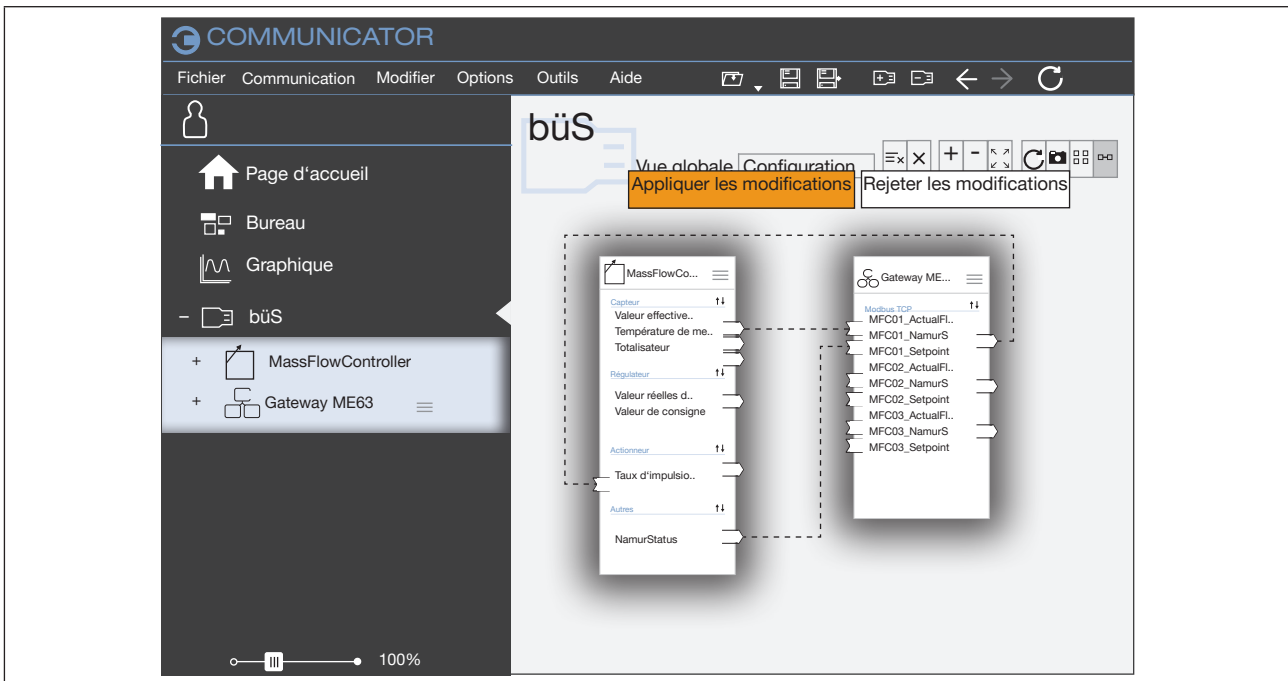 COMMUNICATOR
Fichier Communication Modifier Options Outils Aide
büS
Vue globale Configuration
Appliquer les modifications Rejeter les modifications
Page d‘accueil
Bureau
Graphique
büS
MassFlowController
Gateway ME63
100%
MassFlowCo...
Capteur
Valeur effective..
Température de me..
Totalisateur
Régulateur
Valeur réelles d..
Valeur de consigne
Actionneur
Taux d‘impulsio..
Autres
NamurStatus
Gateway ME...
Modbus TCP
MFC01_ActualFl..
MFC01_NamurS
MFC01_Setpoint
MFC02_ActualFl..
MFC02_NamurS
MFC02_Setpoint
MFC03_ActualFl..
MFC03_NamurS
MFC03_Setpoint